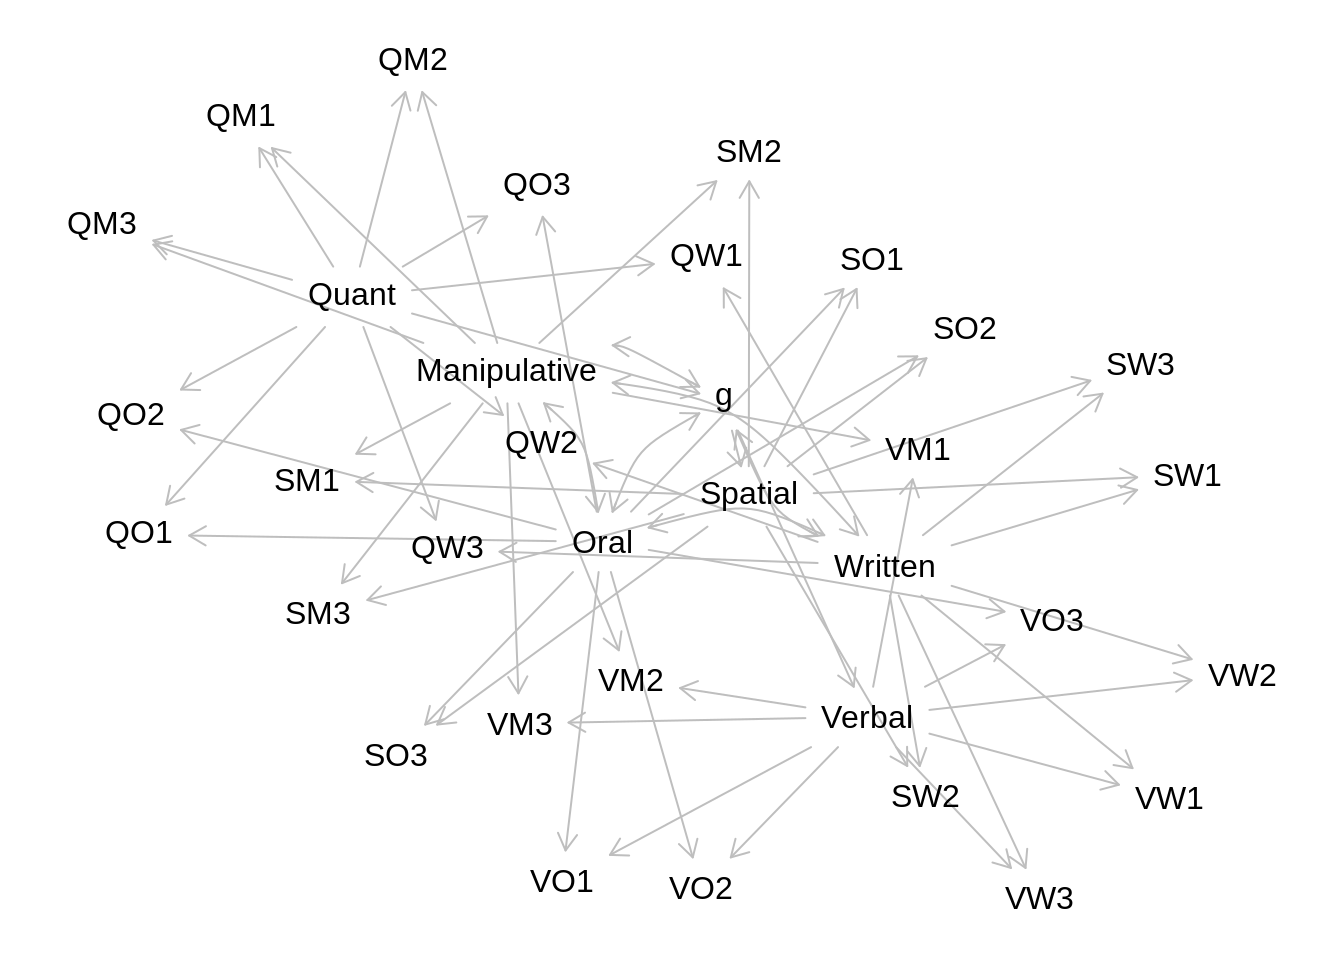 QM2
QM1
SM2
QO3
QM3
QW1
SO1
Quant
SO2
SW3
Manipulative
g
QO2
QW2
VM1
SM1
Spatial
SW1
QO1
QW3
Oral
Written
SM3
VO3
VM2
VW2
VM3
Verbal
SO3
SW2
VW1
VO1
VO2
VW3